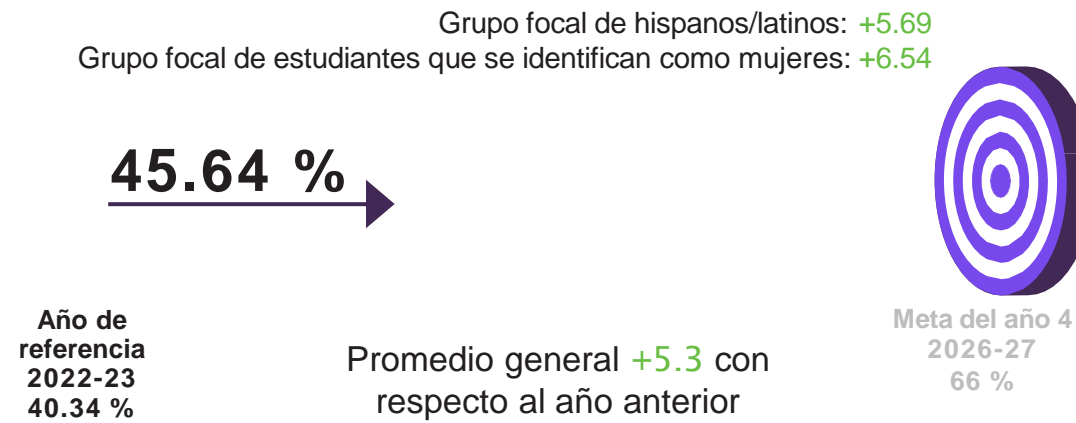 Grupo focal de hispanos/latinos: +5.69
Grupo focal de estudiantes que se identifican como mujeres: +6.54
45.64 %
Año de
referencia
2022-23
40.34 %
Promedio general +5.3 con
respecto al año anterior
Meta del año 4
2026-27
66 %